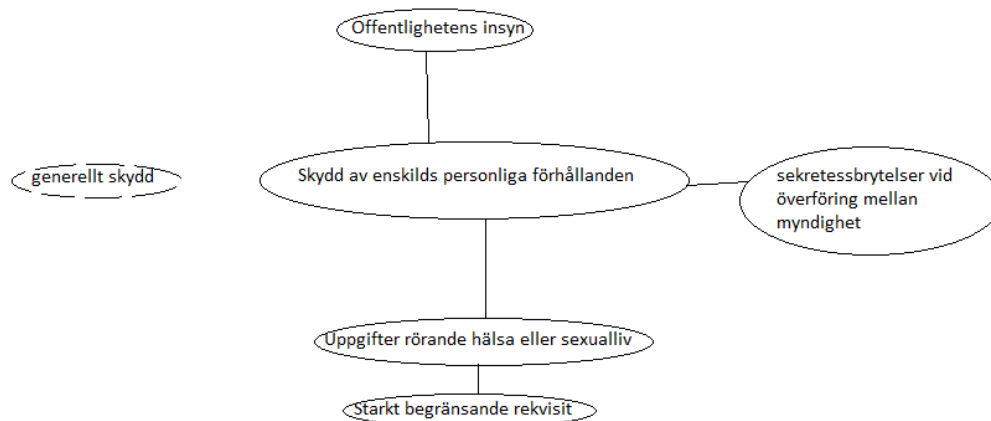 Offentlighetens insyn
generellt skydd
Skydd av enskilds personliga förhållanden
sekretessbrytelser vid
överföring mellan
myndighet
Uppgifter rörande hälsa eller sexualliv
Starkt begränsande rekvisit